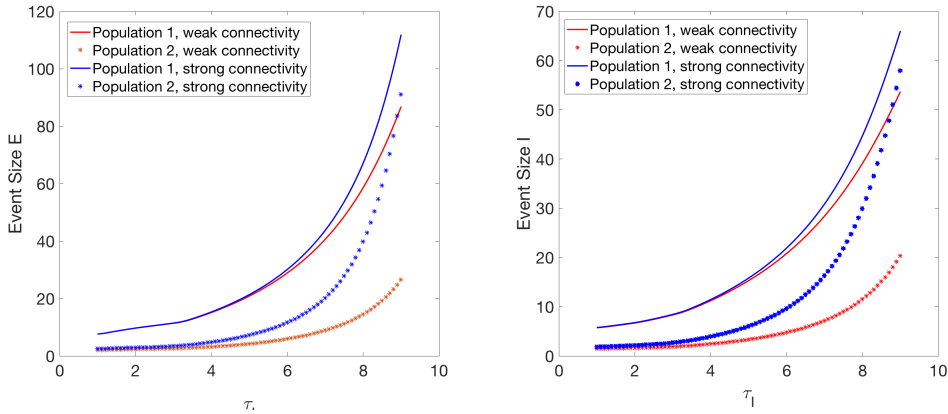 120
100
80
60
40
20
0
Event Size E
Population 1, weak connectivity
Population 2, weak connectivity
Population 1, strong connectivity
Population 2, strong connectivity
0 2 4 6 8 10
70
60
50
40
30
20
10
0
Event Size I
Population 1, weak connectivity
Population 2, weak connectivity
Population 1, strong connectivity
Population 2, strong connectivity
0 2 4 6 8 10
τI